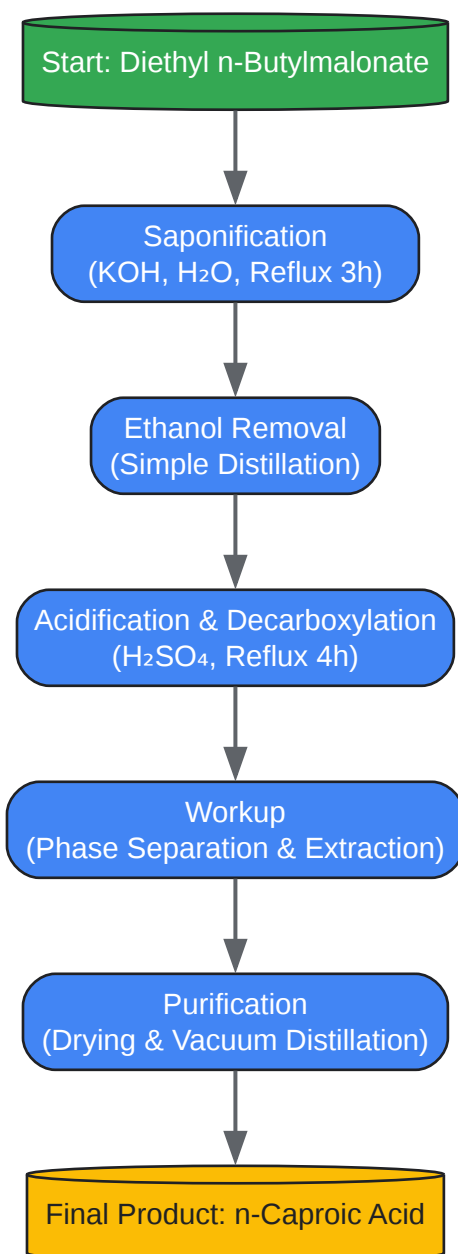 Start: Diethyl n-Butylmalonate
Saponification
(KOH, H₂O, Reflux 3h)
Ethanol Removal
(Simple Distillation)
Acidification & Decarboxylation
(H₂SO₄, Reflux 4h)
Workup
(Phase Separation & Extraction)
Purification
(Drying & Vacuum Distillation)
Final Product: n-Caproic Acid